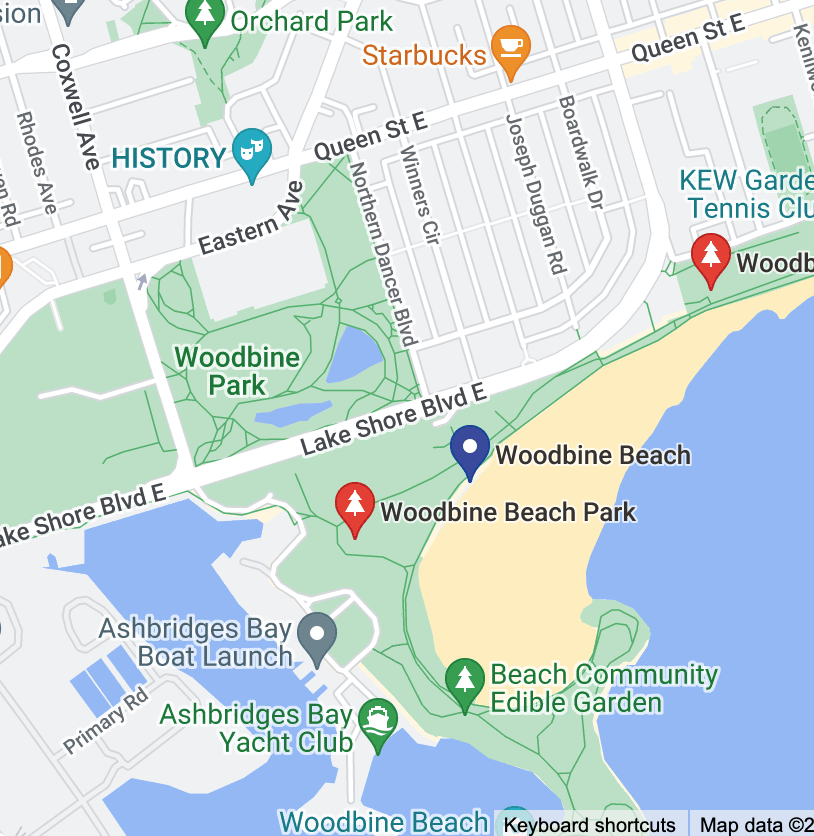 sion
Orchard Park
Starbucks
Queen St E
Coxwell Ave
Kenilwo
Rhodes Ave
Queen St E
Boardwalk Dr
HISTORY
Joseph Duggan Rd
Winners Cir
Northern Dancer Blvd
KEW Garde
Tennis Clu
Eastern Ave
en Rd
Woodb
Woodbine
Park
Lake Shore Blvd E
Woodbine Beach
ake Shore Blvd E
Woodbine Beach Park
Ashbridges Bay
Boat Launch
Beach Community
Edible Garden
Primary Rd
Ashbridges Bay
Yacht Club
Woodbine Beach
Keyboard shortcuts
Map data ©2